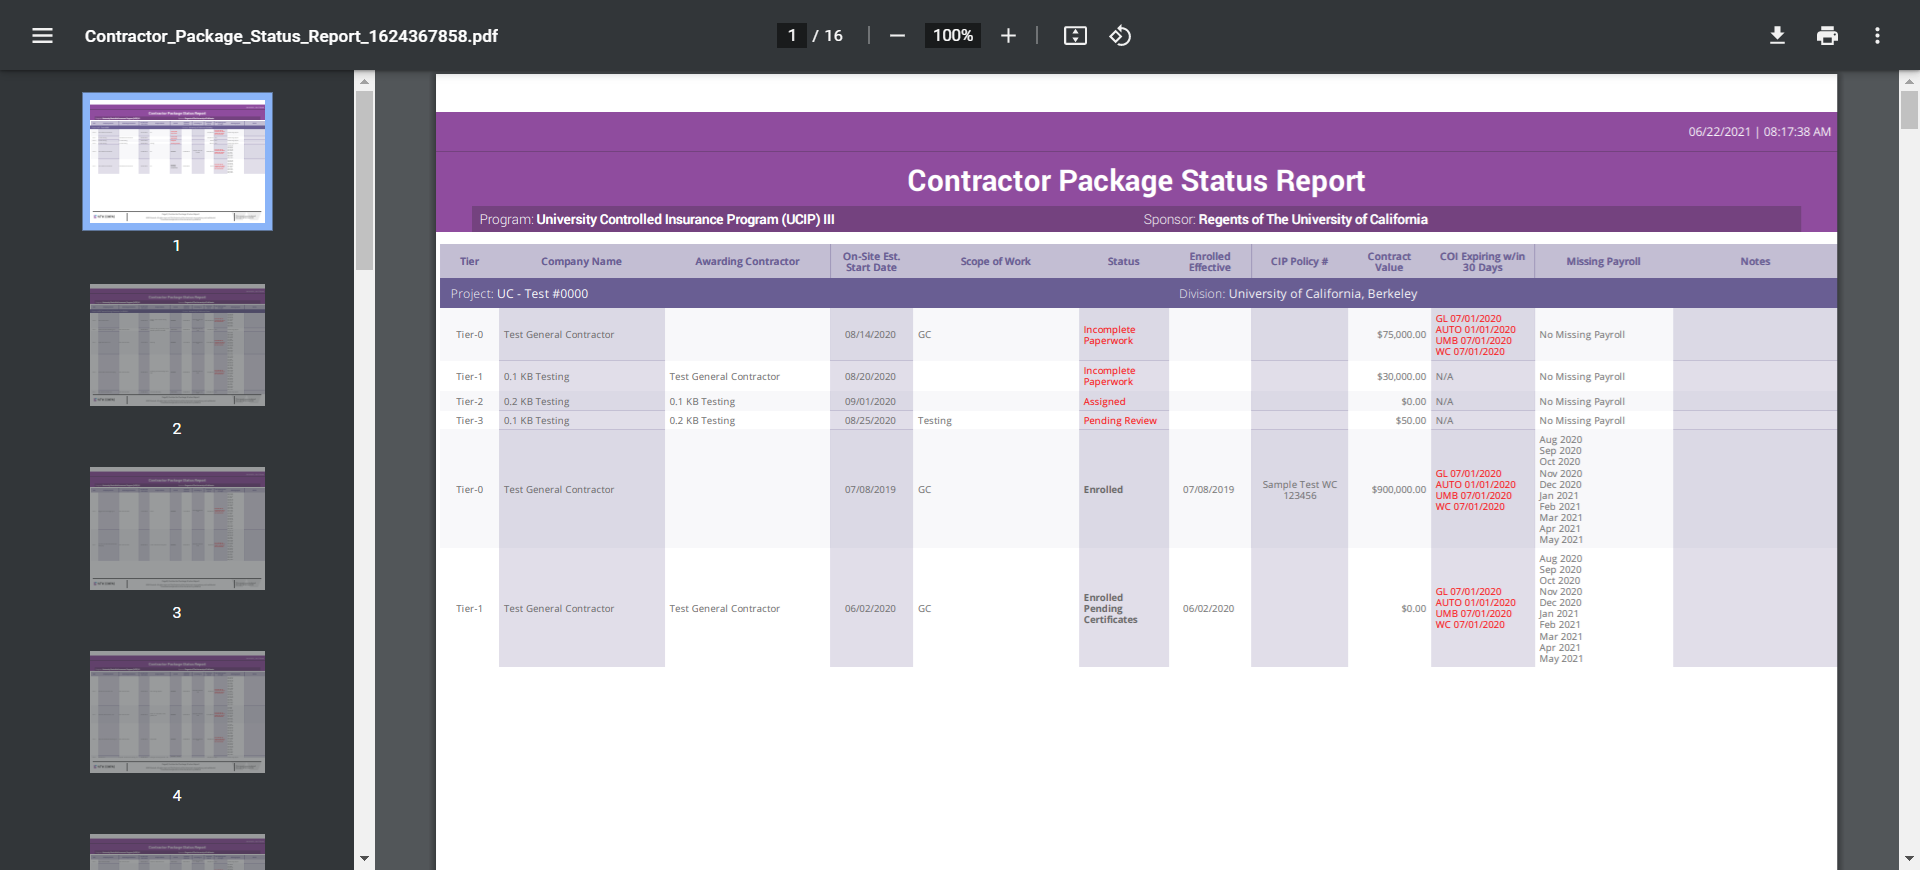 Contractor_Package_Status_Report_1624367858.pdf
1 / 16
100%
1
2
3
4
06/22/2021 | 08:17:38 AM
Contractor Package Status Report
Program: University Controlled Insurance Program (UCIP) III Sponsor: Regents of The University of California
Tier Company Name Awarding Contractor On-Site Est. Start Date Scope of Work Status Enrolled Effective CIP Policy # Contract Value COI Expiring w/in 30 Days Missing Payroll Notes
Project: UC - Test #0000 Division: University of California, Berkeley
Tier-0 Test General Contractor 08/14/2020 GC Incomplete Paperwork $75,000.00 GL 07/01/2020 AUTO 01/01/2020 UMB 07/01/2020 WC 07/01/2020 No Missing Payroll
Tier-1 0.1 KB Testing Test General Contractor 08/20/2020 Incomplete Paperwork $30,000.00 N/A No Missing Payroll
Tier-2 0.2 KB Testing 0.1 KB Testing 09/01/2020 Assigned $0.00 N/A No Missing Payroll
Tier-3 0.1 KB Testing 0.2 KB Testing 08/25/2020 Testing Pending Review $50.00 N/A No Missing Payroll
Tier-0 Test General Contractor 07/08/2019 GC Enrolled 07/08/2019 Sample Test WC 123456 $900,000.00 GL 07/01/2020 AUTO 01/01/2020 UMB 07/01/2020 WC 07/01/2020 Aug 2020 Sep 2020 Oct 2020 Nov 2020 Dec 2020 Jan 2021 Feb 2021 Mar 2021 Apr 2021 May 2021
Tier-1 Test General Contractor Test General Contractor 06/02/2020 GC Enrolled Pending Certificates 06/02/2020 $0.00 GL 07/01/2020 AUTO 01/01/2020 UMB 07/01/2020 WC 07/01/2020 Aug 2020 Sep 2020 Oct 2020 Nov 2020 Dec 2020 Jan 2021 Feb 2021 Mar 2021 Apr 2021 May 2021